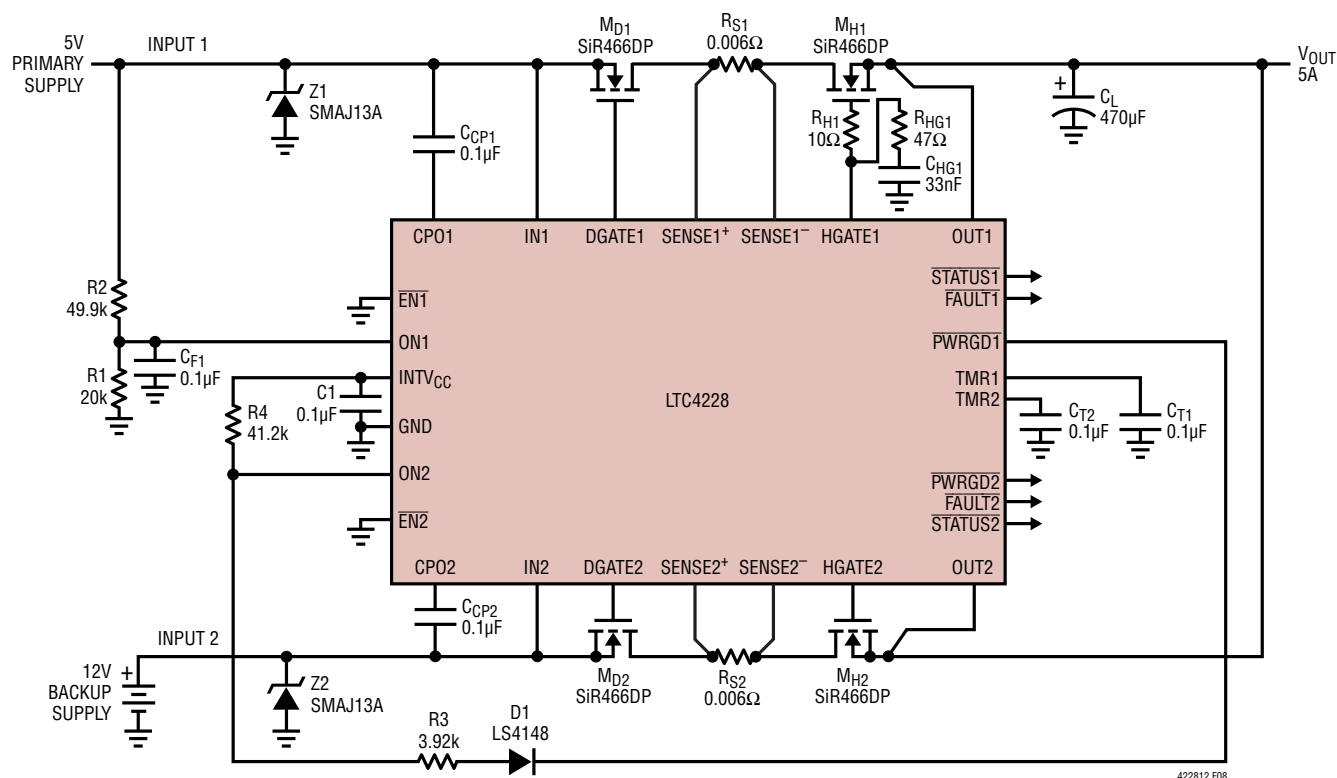 5V
PRIMARY
SUPPLY
INPUT 1
Z1
SMAJ13A
CCP1
0.1µF
MD1
SiR466DP
RS1
0.006Ω
MH1
SiR466DP
RH1
10Ω
RHG1
47Ω
CHG1
33nF
+
CL
470µF
VOUT
5A
CPO1
IN1
DGATE1
SENSE1+
SENSE1–
HGATE1
OUT1
R2
49.9k
R1
20k
CF1
0.1µF
R4
41.2k
C1
0.1µF
EN1
ON1
INTVCC
GND
ON2
EN2
LTC4228
STATUS1
FAULT1
PWRGD1
TMR1
TMR2
PWRGD2
FAULT2
STATUS2
CT2
0.1µF
CT1
0.1µF
CPO2
IN2
DGATE2
SENSE2+
SENSE2–
HGATE2
OUT2
CCP2
0.1µF
INPUT 2
12V
BACKUP
SUPPLY
+
Z2
SMAJ13A
MD2
SiR466DP
RS2
0.006Ω
MH2
SiR466DP
R3
3.92k
D1
LS4148
422812 F08